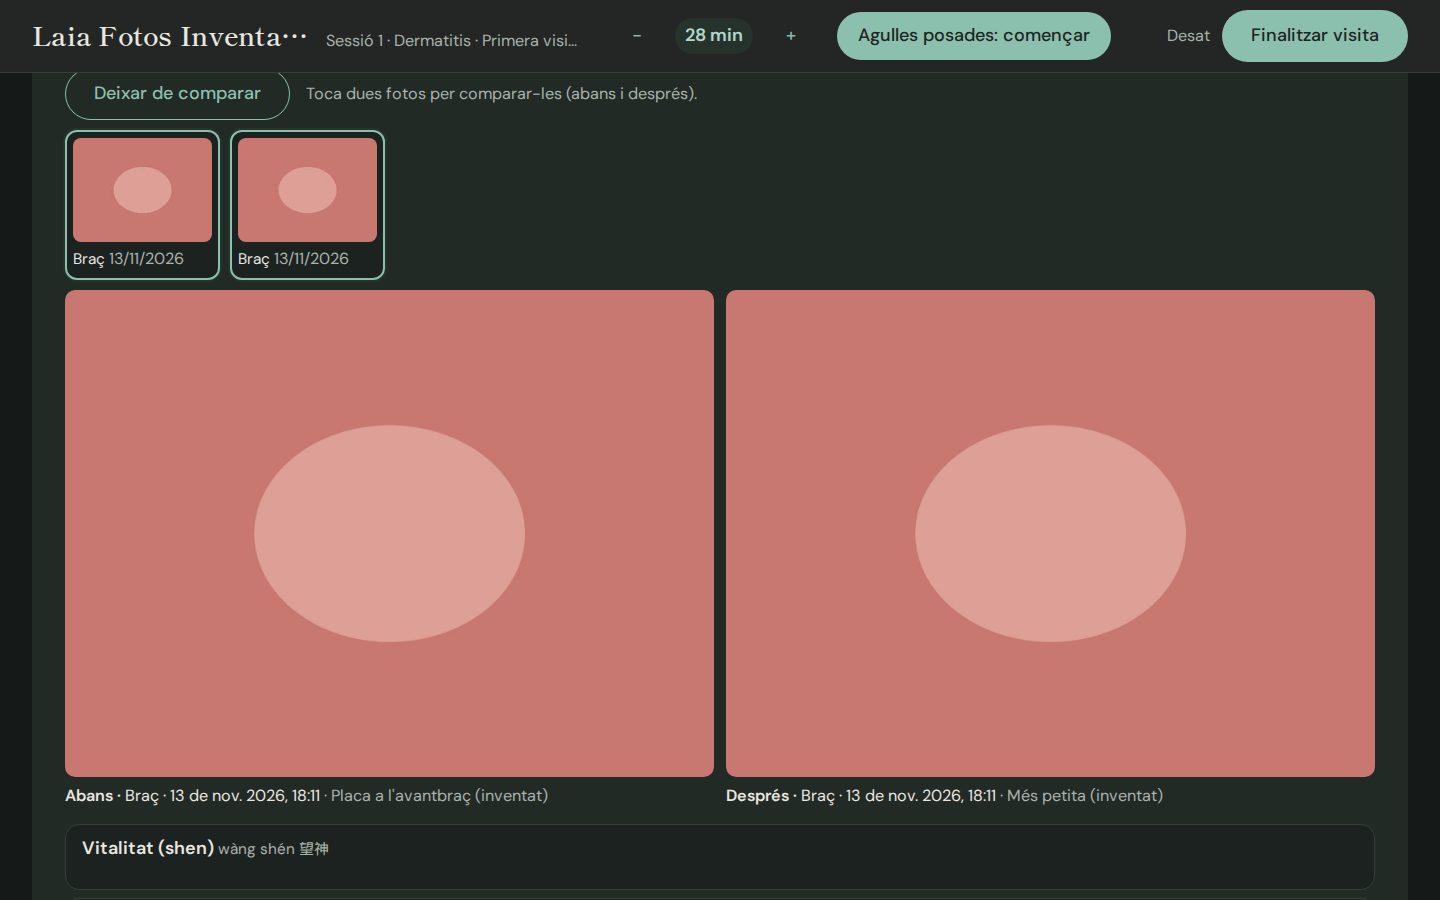 Laia Fotos Inventa··· Sessió 1 · Dermatitis · Primera visi... − 28 min + Agulles posades: començar Desat Finalitzar visita
Deixar de comparar Toca dues fotos per comparar-les (abans i després).
Braç 13/11/2026 Braç 13/11/2026
Abans · Braç · 13 de nov. 2026, 18:11 · Placa a l'avantbraç (inventat)
Després · Braç · 13 de nov. 2026, 18:11 · Més petita (inventat)
Vitalitat (shen) wàng shén 望神